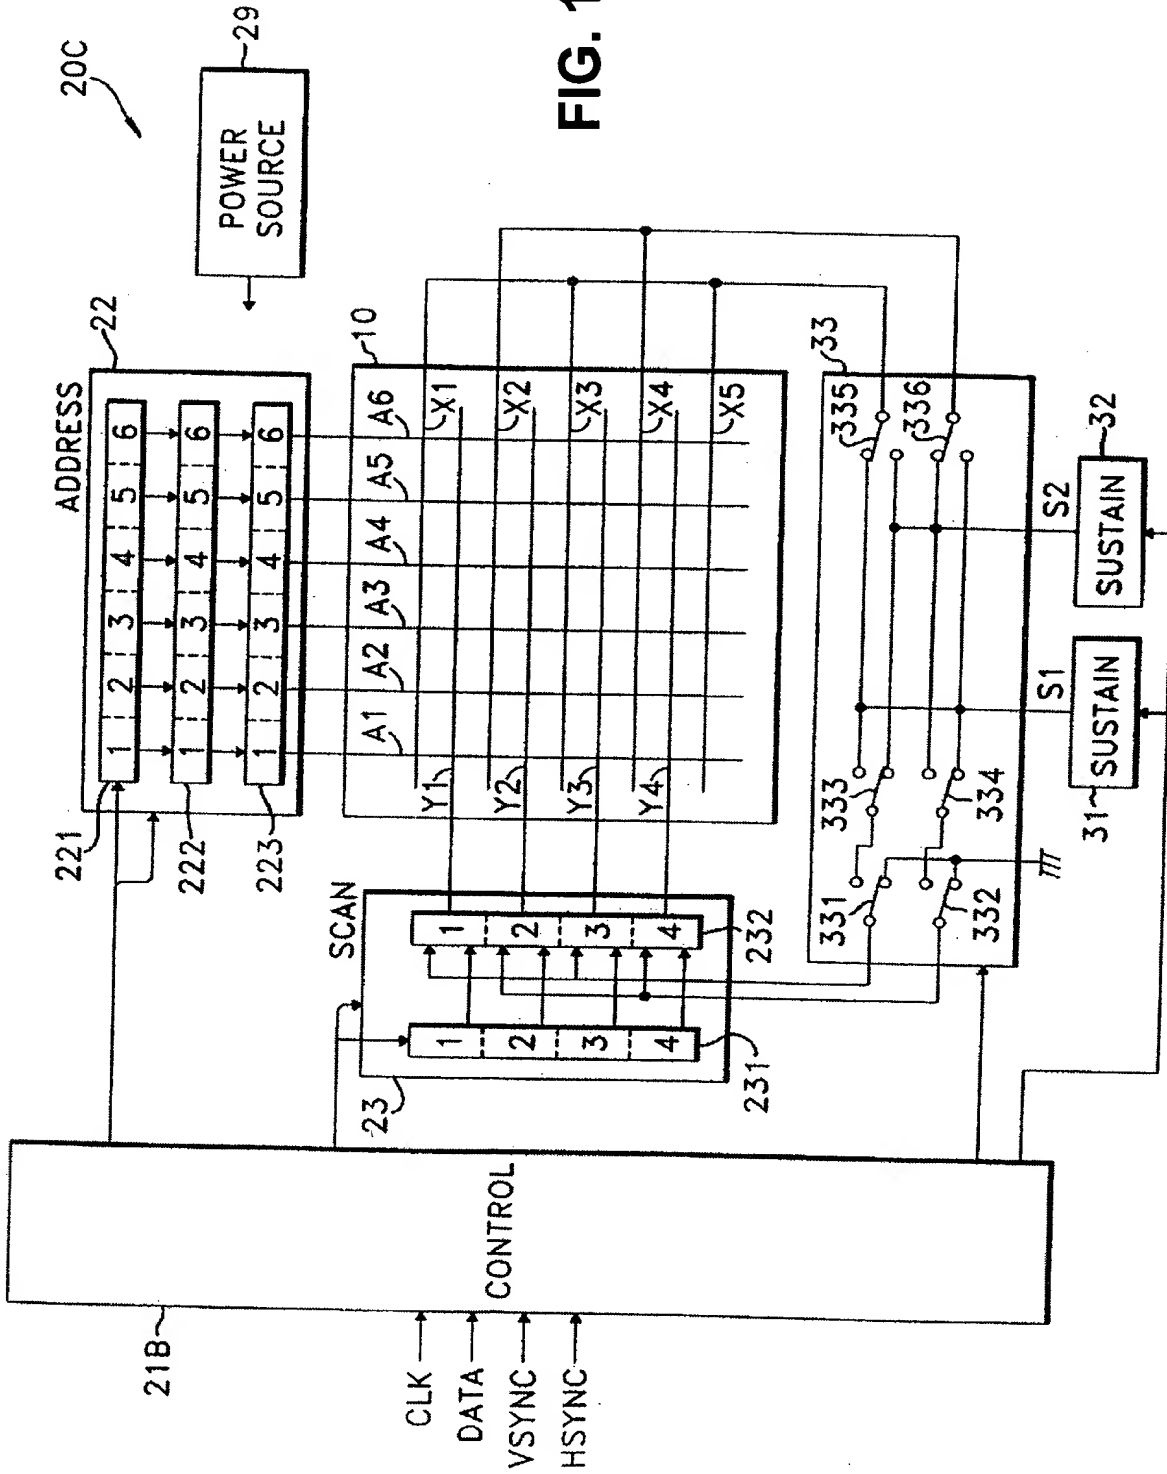 FIG. 1
20C
29
POWER
SOURCE
22
ADDRESS
221
1 2 3 4 5 6
222
1 2 3 4 5 6
223
1 2 3 4 5 6
10
A1 A2 A3 A4 A5 A6
X1
Y1
X2
Y2
X3
Y3
X4
Y4
X5
SCAN
23
1 2 3 4
231
1 2 3 4
232
33
331
332
333
334
335
336
S1
S2
31
SUSTAIN
32
SUSTAIN
21B
CONTROL
CLK
DATA
VSYNC
HSYNC